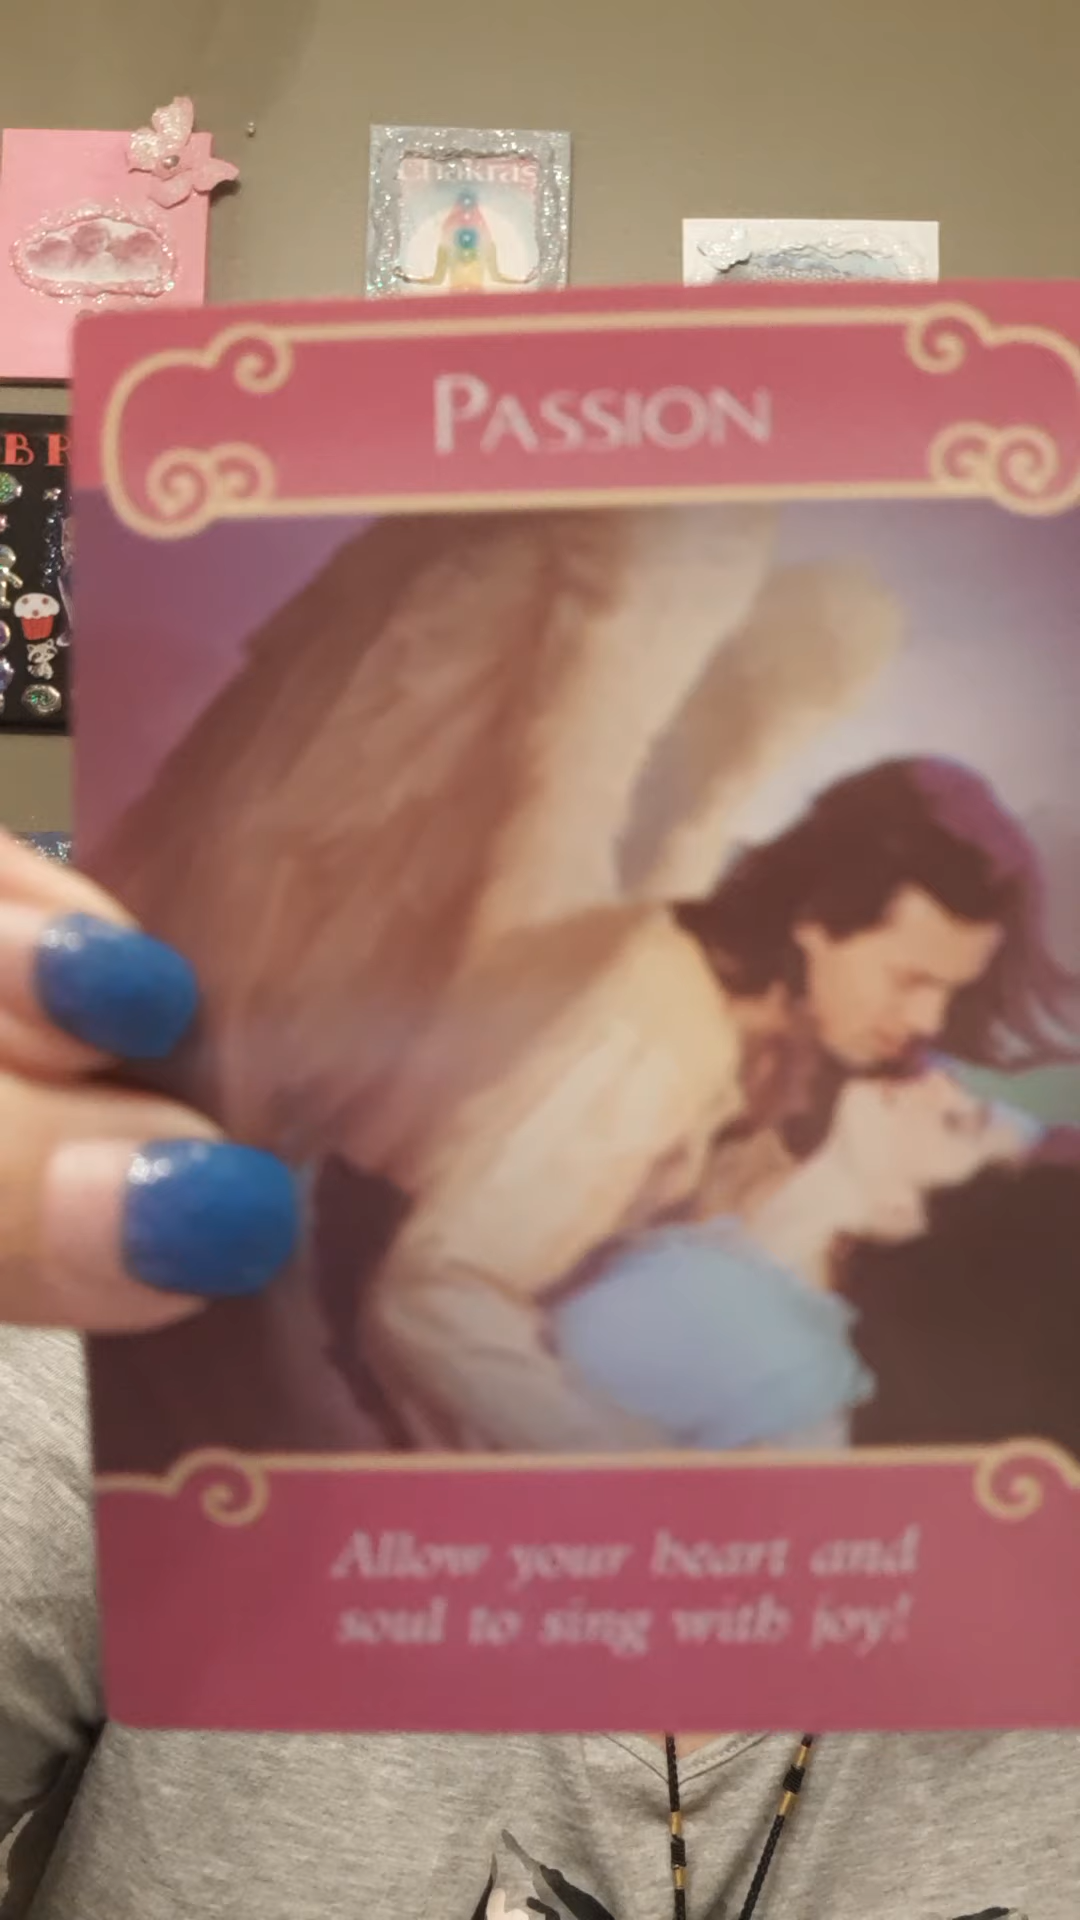 Chakras
B R
PASSION
Allow your heart and
soul to sing with joy!